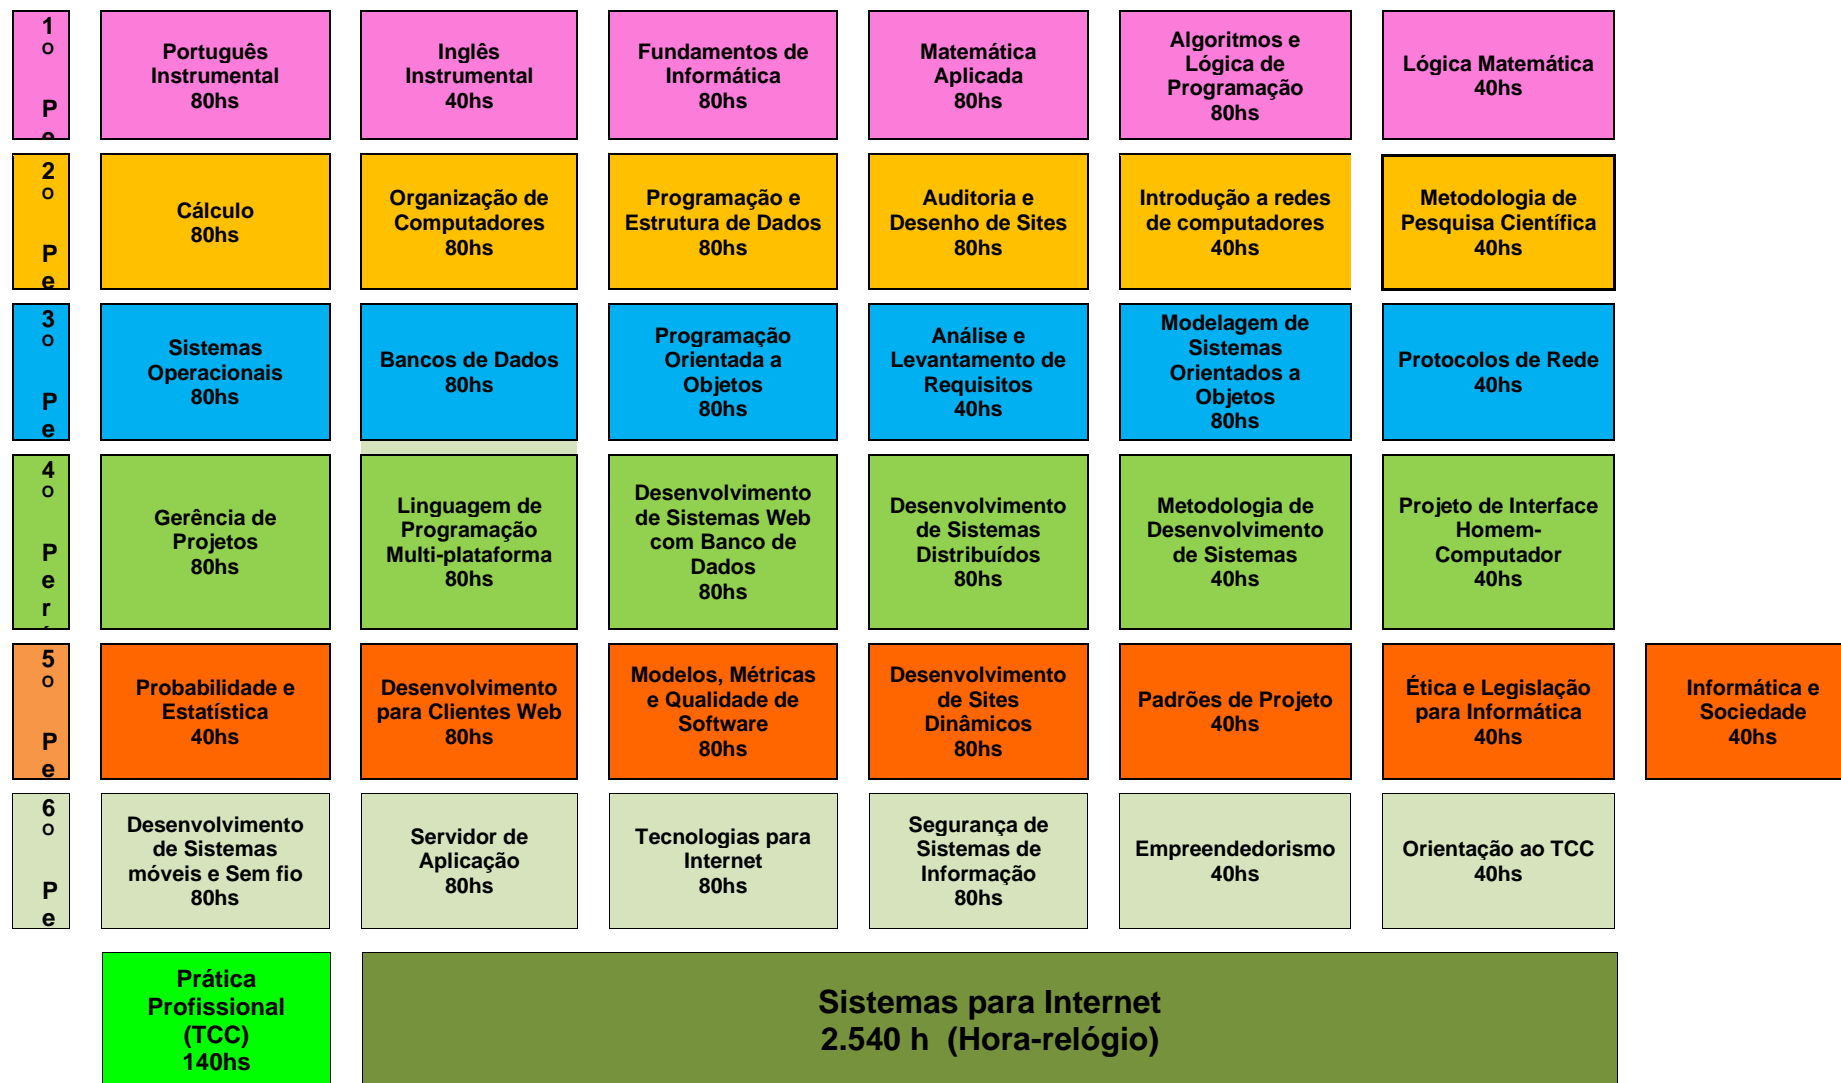 1
º
P
e
Português
Instrumental
80hs
Inglês
Instrumental
40hs
Fundamentos de
Informática
80hs
Matemática
Aplicada
80hs
Algoritmos e
Lógica de
Programação
80hs
Lógica Matemática
40hs
2
º
P
e
Cálculo
80hs
Organização de
Computadores
80hs
Programação e
Estrutura de Dados
80hs
Auditoria e
Desenho de Sites
80hs
Introdução a redes
de computadores
40hs
Metodologia de
Pesquisa Científica
40hs
3
º
P
e
Sistemas
Operacionais
80hs
Bancos de Dados
80hs
Programação
Orientada a
Objetos
80hs
Análise e
Levantamento de
Requisitos
40hs
Modelagem de
Sistemas
Orientados a
Objetos
80hs
Protocolos de Rede
40hs
4
º
P
e
r
Gerência de
Projetos
80hs
Linguagem de
Programação
Multi-plataforma
80hs
Desenvolvimento
de Sistemas Web
com Banco de
Dados
80hs
Desenvolvimento
de Sistemas
Distribuídos
80hs
Metodologia de
Desenvolvimento
de Sistemas
40hs
Projeto de Interface
Homem-
Computador
40hs
5
º
P
e
Probabilidade e
Estatística
40hs
Desenvolvimento
para Clientes Web
80hs
Modelos, Métricas
e Qualidade de
Software
80hs
Desenvolvimento
de Sites
Dinâmicos
80hs
Padrões de Projeto
40hs
Ética e Legislação
para Informática
40hs
Informática e
Sociedade
40hs
6
º
P
e
Desenvolvimento
de Sistemas
móveis e Sem fio
80hs
Servidor de
Aplicação
80hs
Tecnologias para
Internet
80hs
Segurança de
Sistemas de
Informação
80hs
Empreendedorismo
40hs
Orientação ao TCC
40hs
Prática
Profissional
(TCC)
140hs
Sistemas para Internet
2.540 h (Hora-relógio)